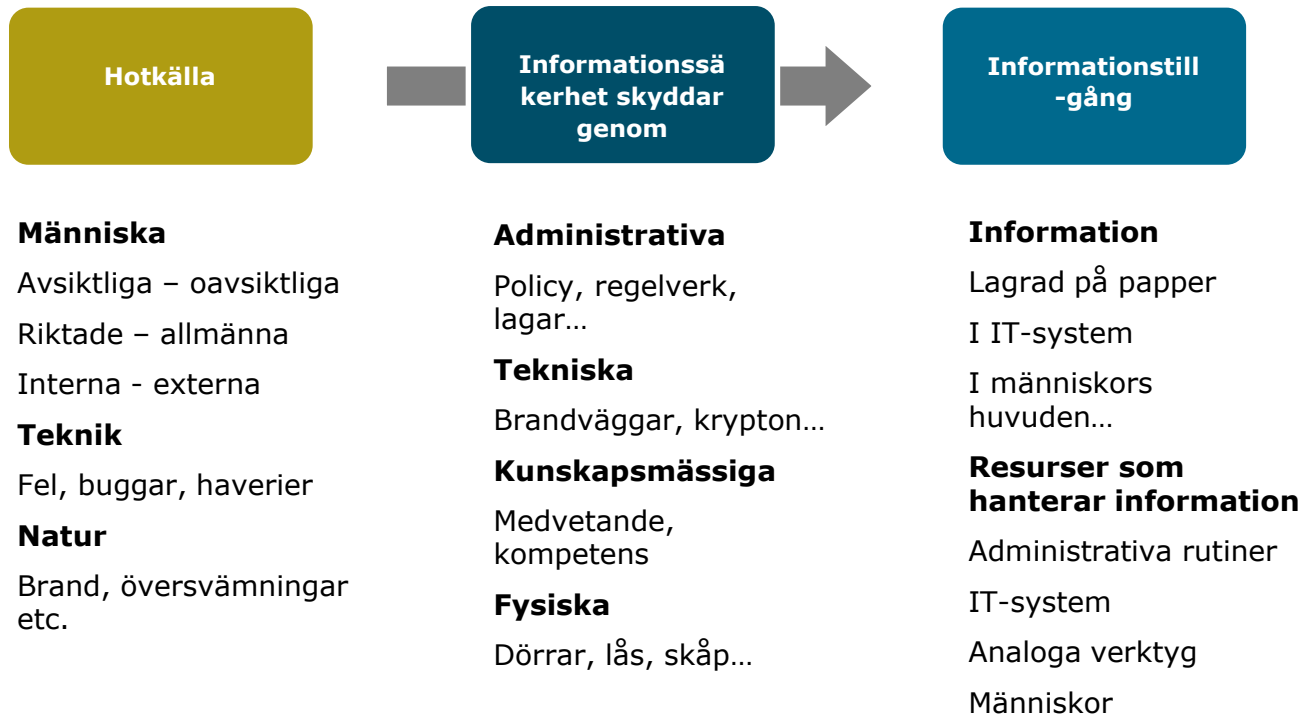 Hotkälla
Informationssä
kerhet skyddar
genom
Informationstill
-gång
Människa
Avsiktliga – oavsiktliga
Riktade – allmänna
Interna - externa
Teknik
Fel, buggar, haverier
Natur
Brand, översvämningar
etc.
Administrativa
Policy, regelverk,
lagar…
Tekniska
Brandväggar, krypton…
Kunskapsmässiga
Medvetande,
kompetens
Fysiska
Dörrar, lås, skåp…
Information
Lagrad på papper
I IT-system
I människors
huvuden…
Resurser som
hanterar information
Administrativa rutiner
IT-system
Analoga verktyg
Människor